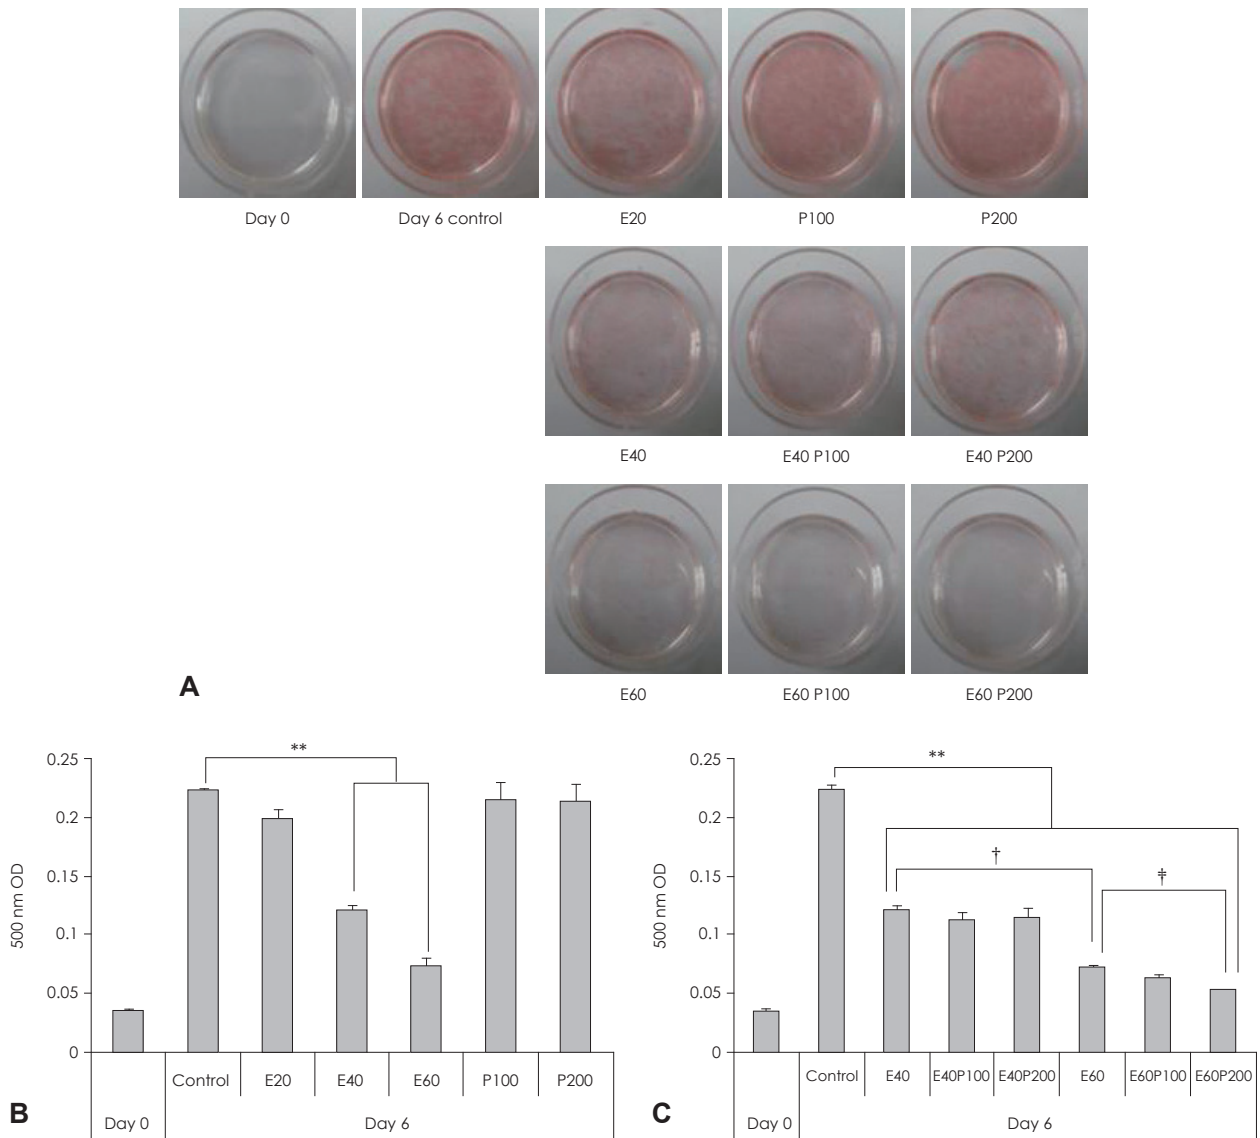 Day 0 Day 6 control E20 P100 P200
E40 E40 P100 E40 P200
A
E60 E60 P100 E60 P200
0.25
0.2
0.15
0.1
0.05
0
500 nm OD
**
Control E20 E40 E60 P100 P200
Day 0 Day 6
B
0.25
0.2
0.15
0.1
0.05
0
500 nm OD
**
†
‡
Control E40 E40P100 E40P200 E60 E60P100 E60P200
Day 0 Day 6
C